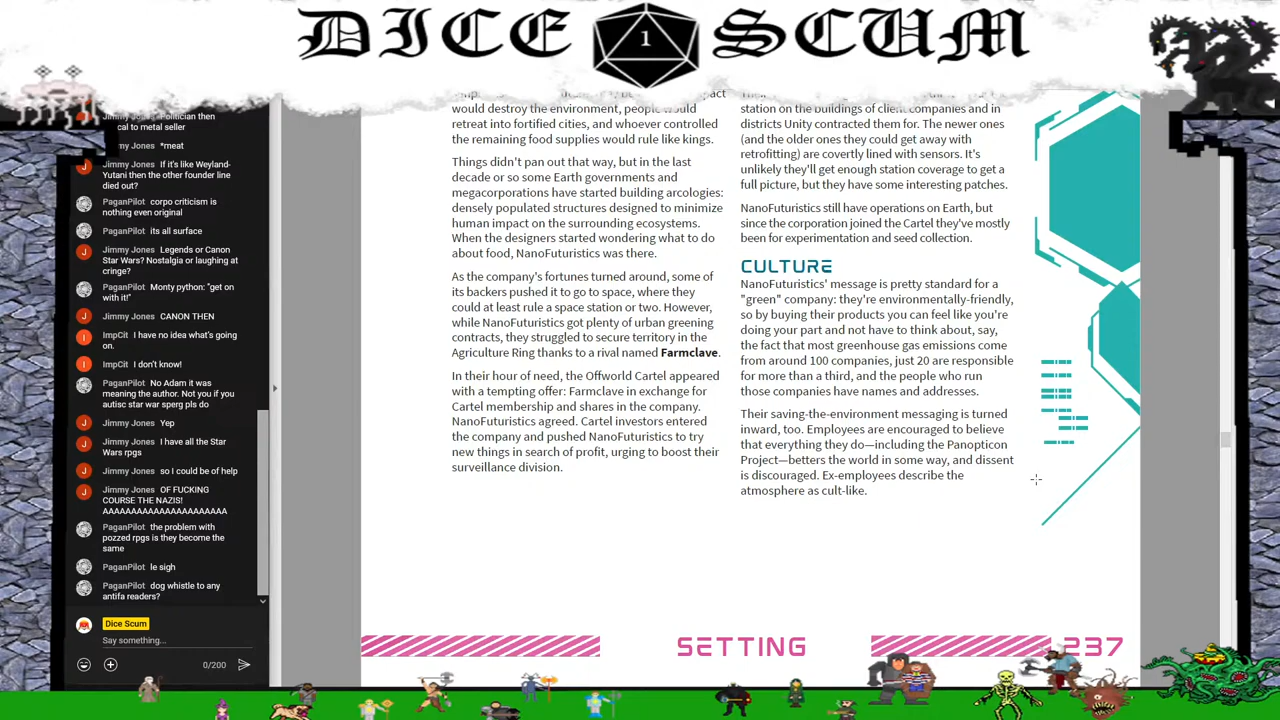 DICE SCUM
1
Jimmy Jones Politician then
cal to metal seller
my Jones *meat
Jimmy Jones If it's like Weyland-
Yutani then the other founder line
died out?
PaganPilot corpo criticism is
nothing even original
PaganPilot its all surface
Jimmy Jones Legends or Canon
Star Wars? Nostalgia or laughing at
cringe?
PaganPilot Monty python: "get on
with it!"
Jimmy Jones CANON THEN
ImpCit I have no idea what's going
on.
ImpCit I don't know!
PaganPilot No Adam it was
meaning the author. Not you if you
autisc star war sperg pls do
Jimmy Jones Yep
Jimmy Jones I have all the Star
Wars rpgs
Jimmy Jones so I could be of help
Jimmy Jones OF FUCKING
COURSE THE NAZIS!
AAAAAAAAAAAAAAAAAAAAAA
PaganPilot the problem with
pozzed rpgs is they become the
same
PaganPilot le sigh
PaganPilot dog whistle to any
antifa readers?
Dice Scum
Say something...
0/200
would destroy the environment, people would
retreat into fortified cities, and whoever controlled
the remaining food supplies would rule like kings.
Things didn't pan out that way, but in the last
decade or so some Earth governments and
megacorporations have started building arcologies:
densely populated structures designed to minimize
human impact on the surrounding ecosystems.
When the designers started wondering what to do
about food, NanoFuturistics was there.
As the company's fortunes turned around, some of
its backers pushed it to go to space, where they
could at least rule a space station or two. However,
while NanoFuturistics got plenty of urban greening
contracts, they struggled to secure territory in the
Agriculture Ring thanks to a rival named Farmclave.
In their hour of need, the Offworld Cartel appeared
with a tempting offer: Farmclave in exchange for
Cartel membership and shares in the company.
NanoFuturistics agreed. Cartel investors entered
the company and pushed NanoFuturistics to try
new things in search of profit, urging to boost their
surveillance division.
station on the buildings of client companies and in
districts Unity contracted them for. The newer ones
(and the older ones they could get away with
retrofitting) are covertly lined with sensors. It's
unlikely they'll get enough station coverage to get a
full picture, but they have some interesting patches.
NanoFuturistics still have operations on Earth, but
since the corporation joined the Cartel they've mostly
been for experimentation and seed collection.
CULTURE
NanoFuturistics' message is pretty standard for a
"green" company: they're environmentally-friendly,
so by buying their products you can feel like you're
doing your part and not have to think about, say,
the fact that most greenhouse gas emissions come
from around 100 companies, just 20 are responsible
for more than a third, and the people who run
those companies have names and addresses.
Their saving-the-environment messaging is turned
inward, too. Employees are encouraged to believe
that everything they do—including the Panopticon
Project—betters the world in some way, and dissent
is discouraged. Ex-employees describe the
atmosphere as cult-like.
SETTING
237